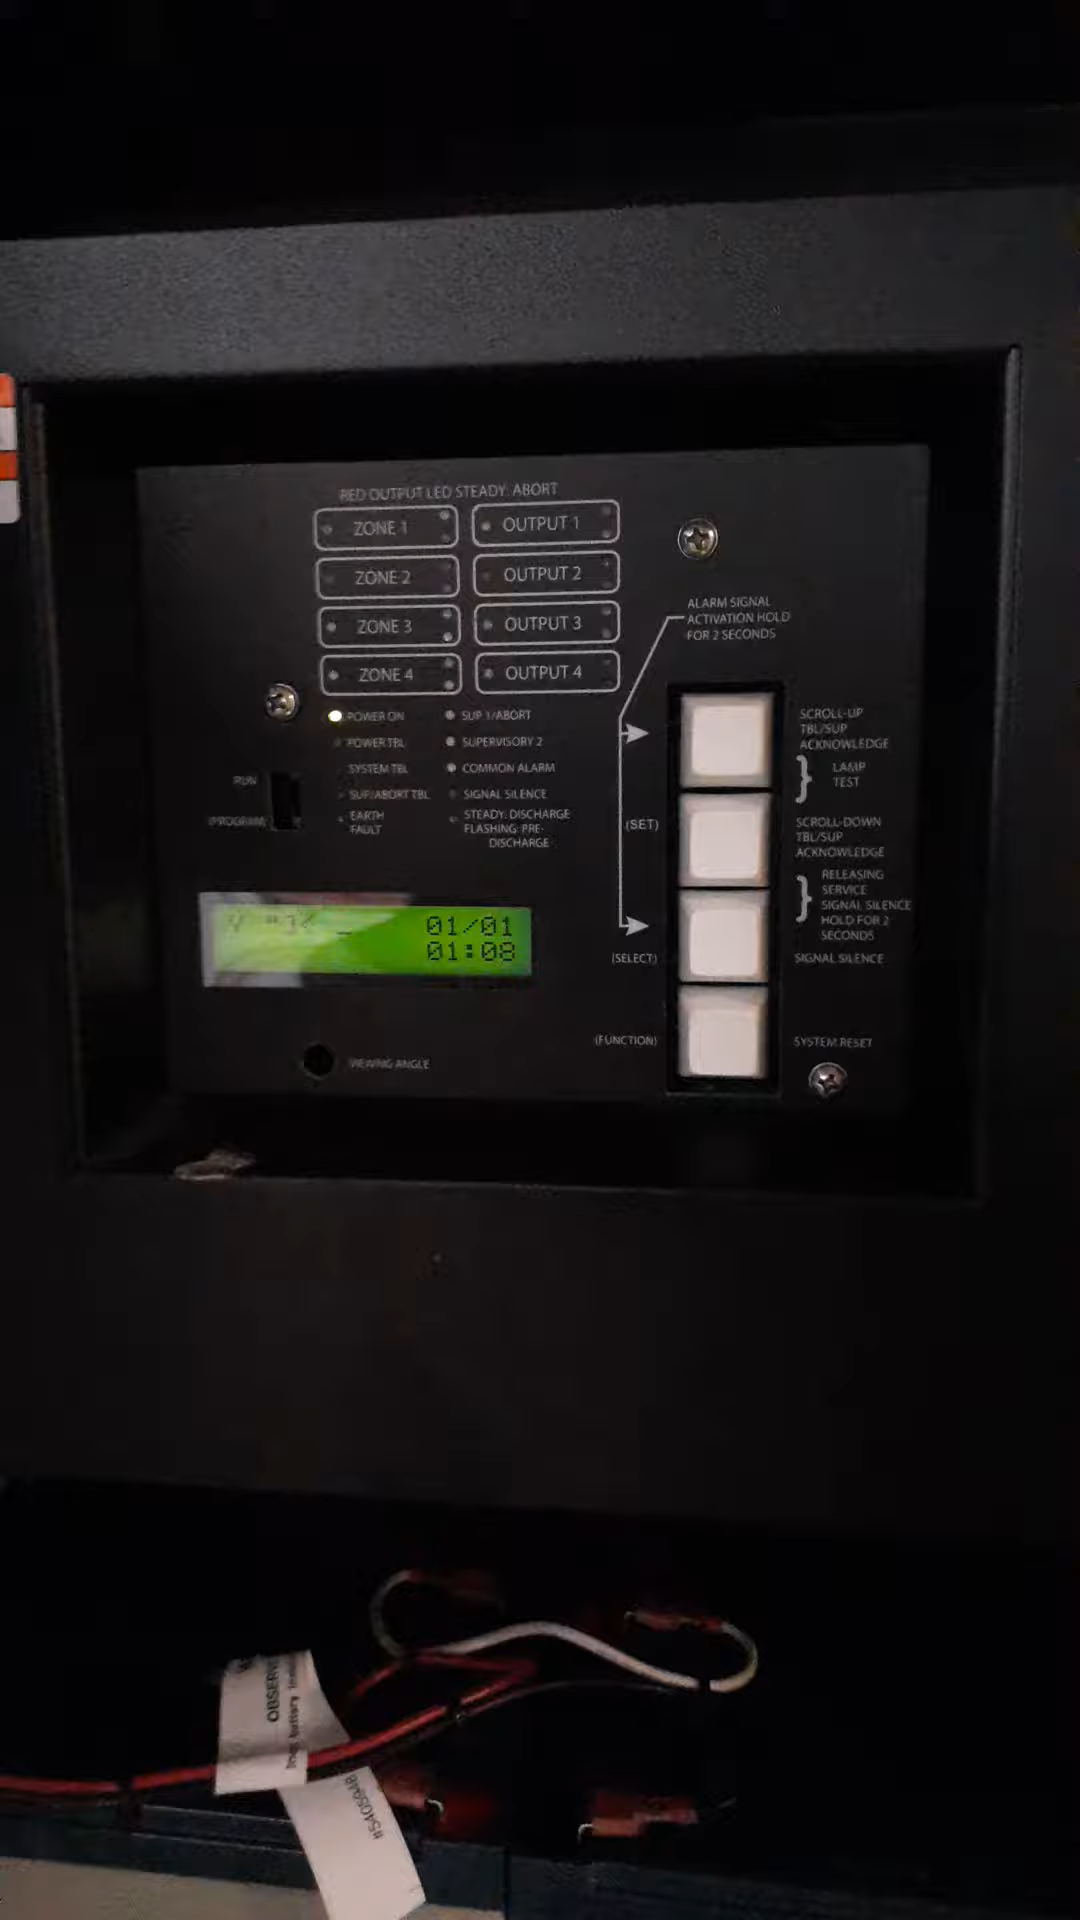 RED OUTPUT LED STEADY: ABORT
ZONE 1
OUTPUT 1
ZONE 2
OUTPUT 2
ZONE 3
OUTPUT 3
ZONE 4
OUTPUT 4
ALARM SIGNAL
ACTIVATION HOLD
FOR 2 SECONDS
POWER ON
SUP 1/ABORT
POWER TBL
SUPERVISORY 2
SYSTEM TBL
COMMON ALARM
SUP/ABORT TBL
SIGNAL SILENCE
EARTH
FAULT
STEADY: DISCHARGE
FLASHING: PRE-
DISCHARGE
RUN
(PROGRAM)
SCROLL-UP
TBL/SUP
ACKNOWLEDGE
LAMP
TEST
(SET)
SCROLL-DOWN
TBL/SUP
ACKNOWLEDGE
RELEASING
SERVICE
SIGNAL SILENCE
HOLD FOR 2
SECONDS
(SELECT)
SIGNAL SILENCE
(FUNCTION)
SYSTEM RESET
01/01
01:08
VIEWING ANGLE
battery